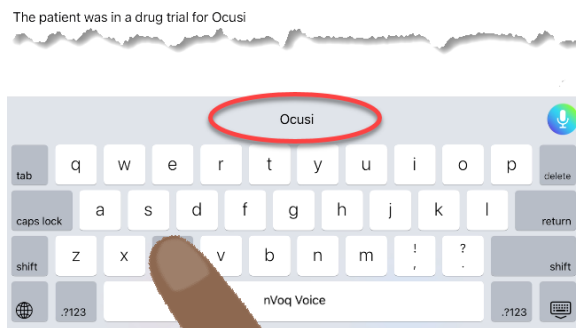 The patient was in a drug trial for Ocusi
Ocusi
tab q w e r t y u i o p delete
caps lock a s d f g h j k l return
shift z x v b n m ! , ? . shift
.?123 nVoq Voice .?123